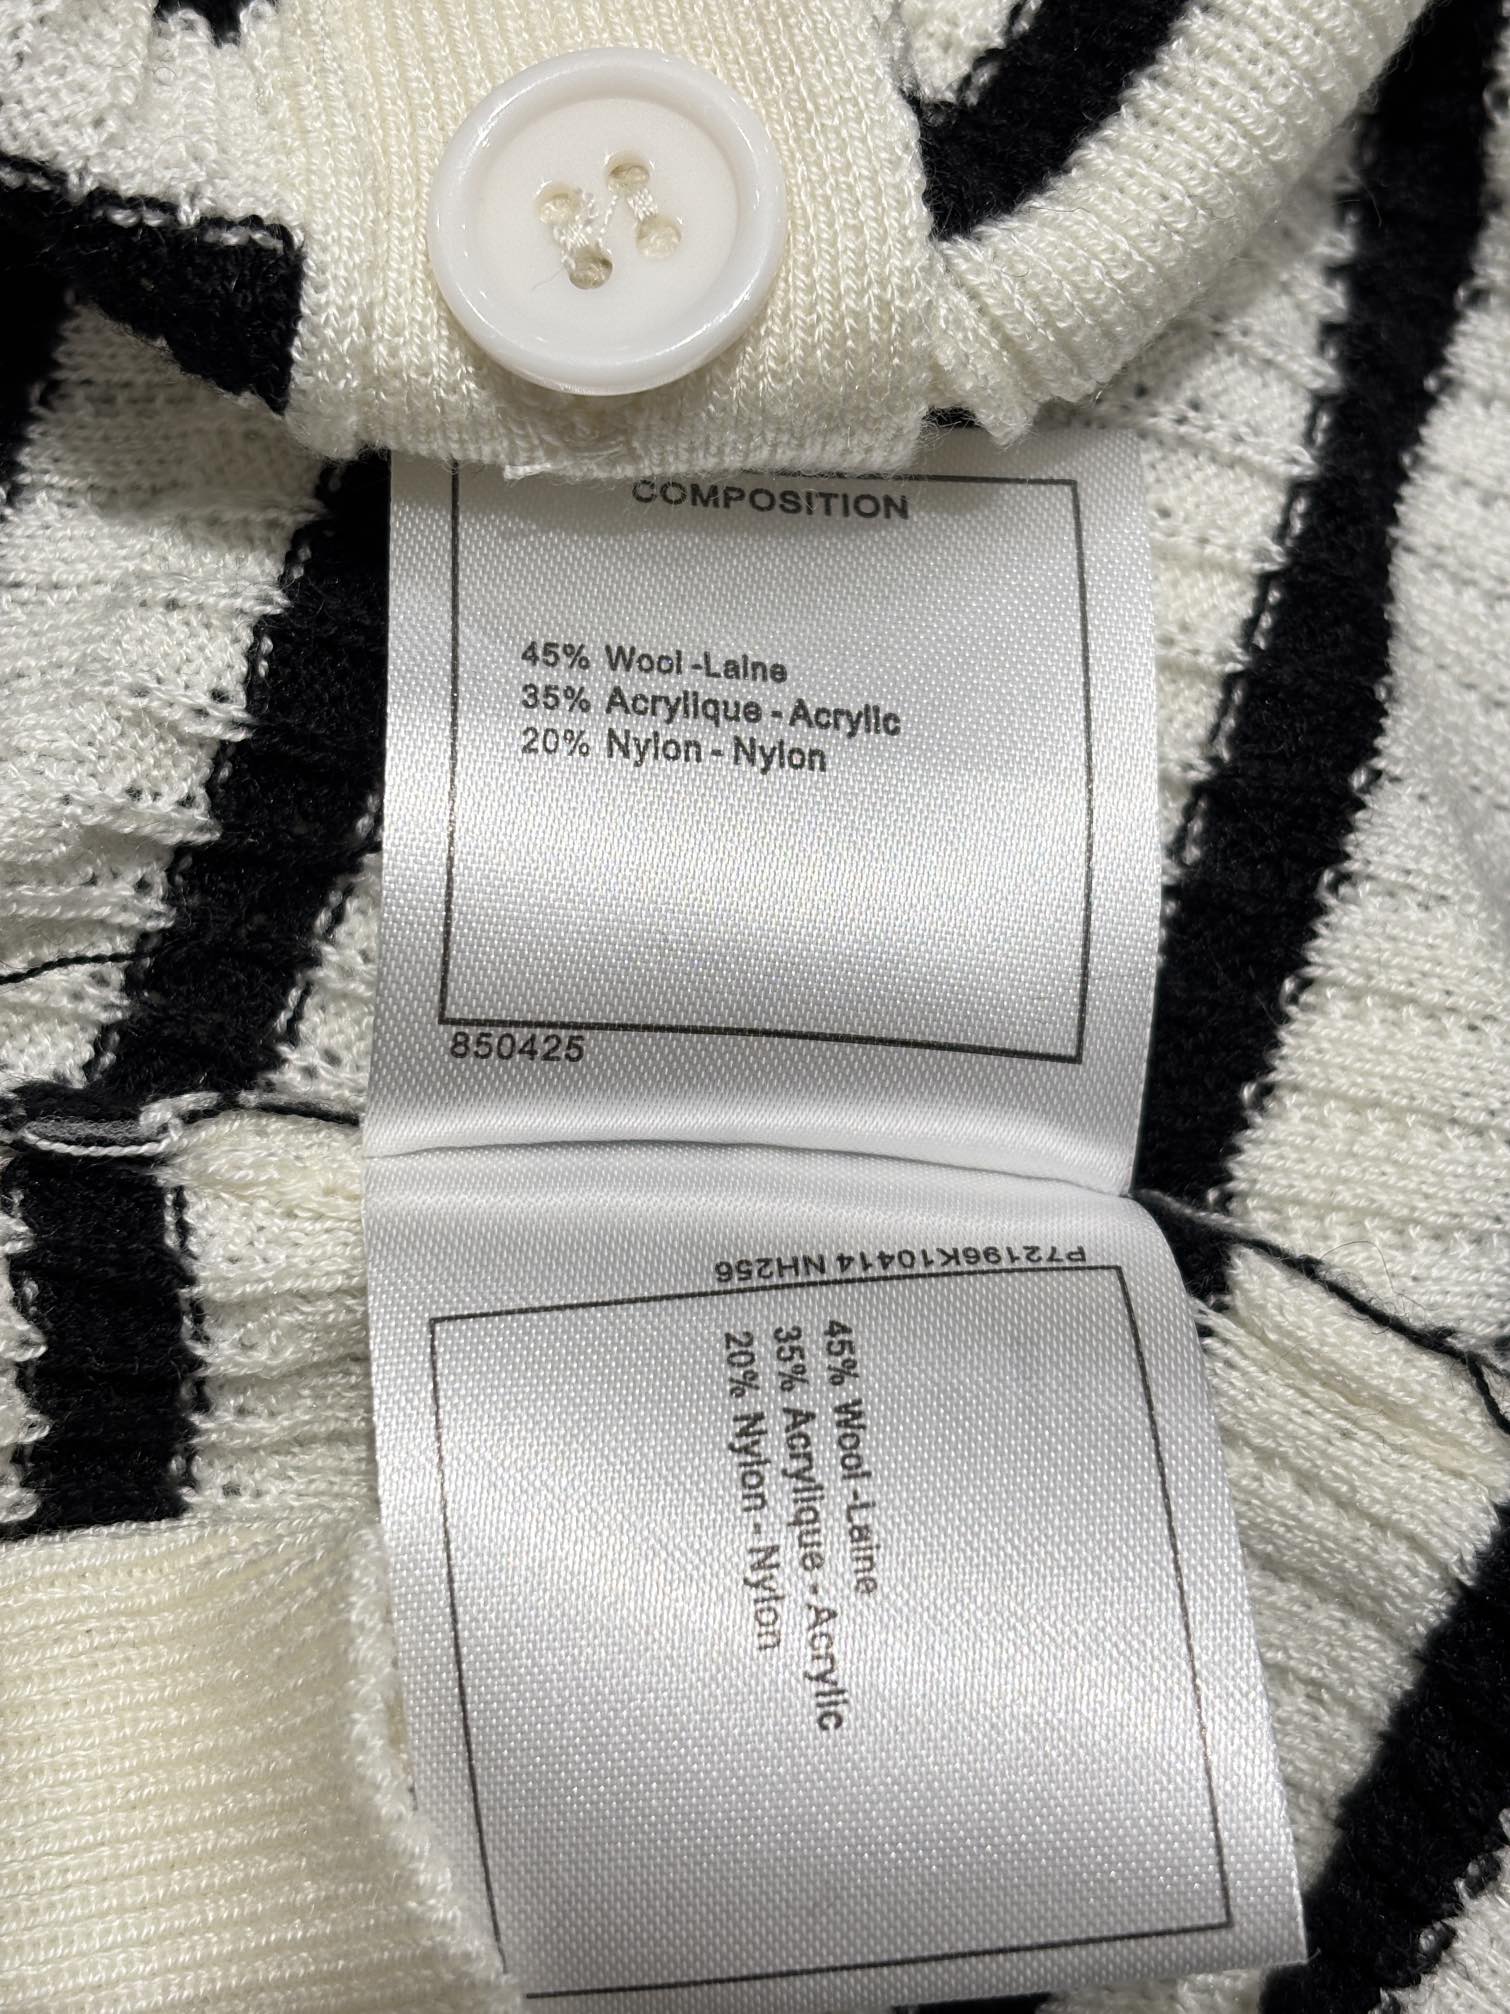 COMPOSITION
45% Wool -Laine
35% Acrylique - Acrylic
20% Nylon - Nylon
850425
P72196K10414 NH256
45% Wool -Laine
35% Acrylique - Acrylic
20% Nylon - Nylon